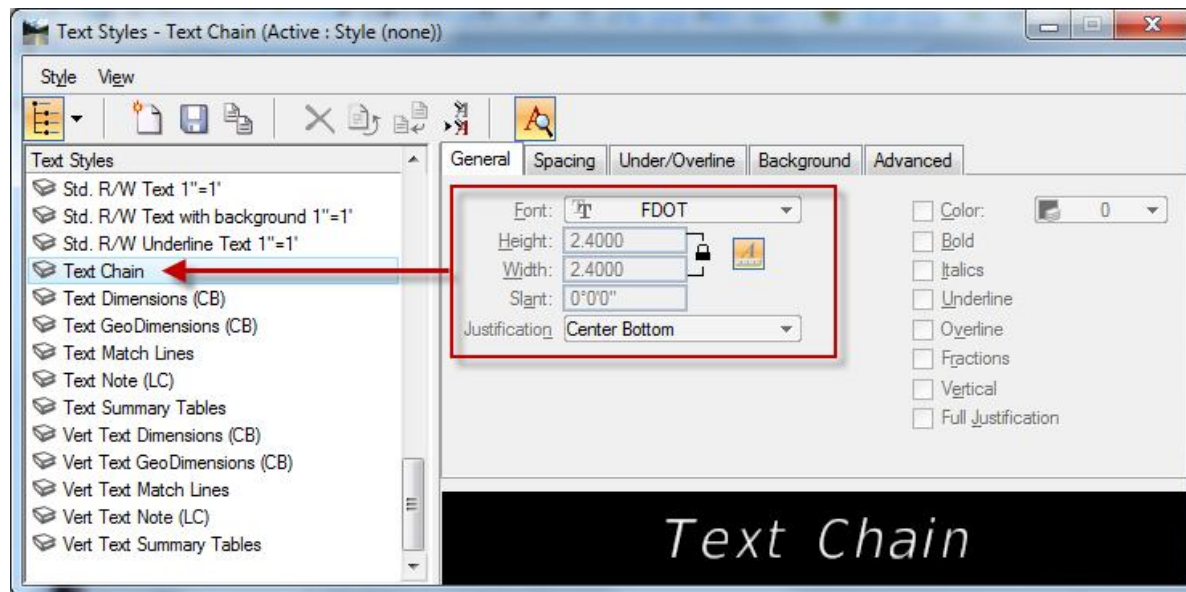 Text Styles - Text Chain (Active : Style (none))
Style View
Text Styles
Std. R/W Text 1"=1'
Std. R/W Text with background 1"=1'
Std. R/W Underline Text 1"=1'
Text Chain
Text Dimensions (CB)
Text GeoDimensions (CB)
Text Match Lines
Text Note (LC)
Text Summary Tables
Vert Text Dimensions (CB)
Vert Text GeoDimensions (CB)
Vert Text Match Lines
Vert Text Note (LC)
Vert Text Summary Tables
General Spacing Under/Overline Background Advanced
Font: FDOT
Height: 2.4000
Width: 2.4000
Slant: 0°0'0"
Justification Center Bottom
Color: 0
Bold
Italics
Underline
Overline
Fractions
Vertical
Full Justification
Text Chain